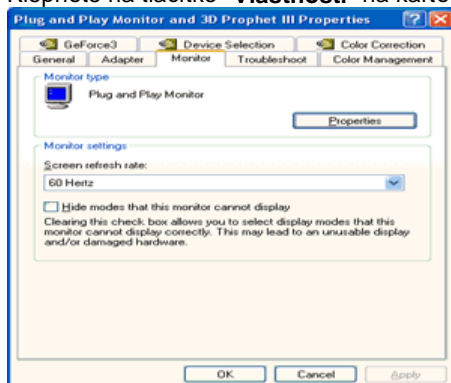 Klepněte na tlačítko "Vlastnosti" na kartě
Plug and Play Monitor and 3D Prophet III Properties
GeForce3 Device Selection Color Correction
General Adapter Monitor Troubleshoot Color Management
Monitor type
Plug and Play Monitor
Properties
Monitor settings
Screen refresh rate:
60 Hertz
Hide modes that this monitor cannot display
Clearing this check box allows you to select display modes that this
monitor cannot display correctly. This may lead to an unusable display
and/or damaged hardware.
OK Cancel Apply